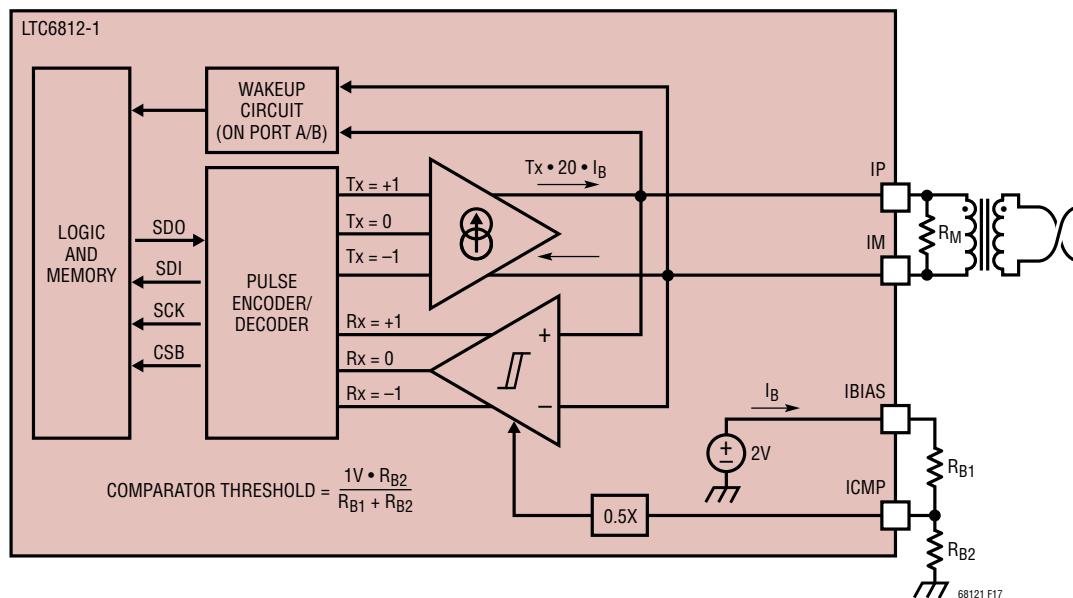 LTC6812-1
WAKEUP
CIRCUIT
(ON PORT A/B)
Tx • 20 • IB
IP
Tx = +1
LOGIC
AND
MEMORY
SDO
SDI
SCK
CSB
PULSE
ENCODER/
DECODER
Tx = 0
Tx = –1
IM
RM
Rx = +1
Rx = 0
Rx = –1
+
–
IB
IBIAS
+
–
2V
RB1
COMPARATOR THRESHOLD = 1V • RB2
RB1 + RB2
ICMP
0.5X
RB2
68121 F17